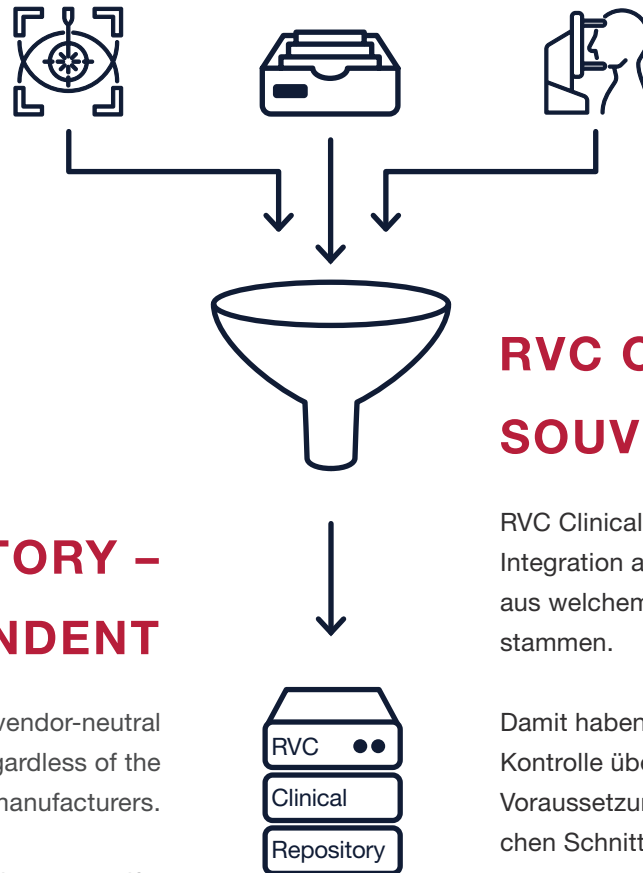 TORY –
NDENT
vendor-neutral
gardless of the
manufacturers.
RVC
Clinical
Repository
RVC
SOUV
RVC Clinical
Integration a
aus welchem
stammen.
Damit haben
Kontrolle übe
Voraussetzu
chen Schnitt